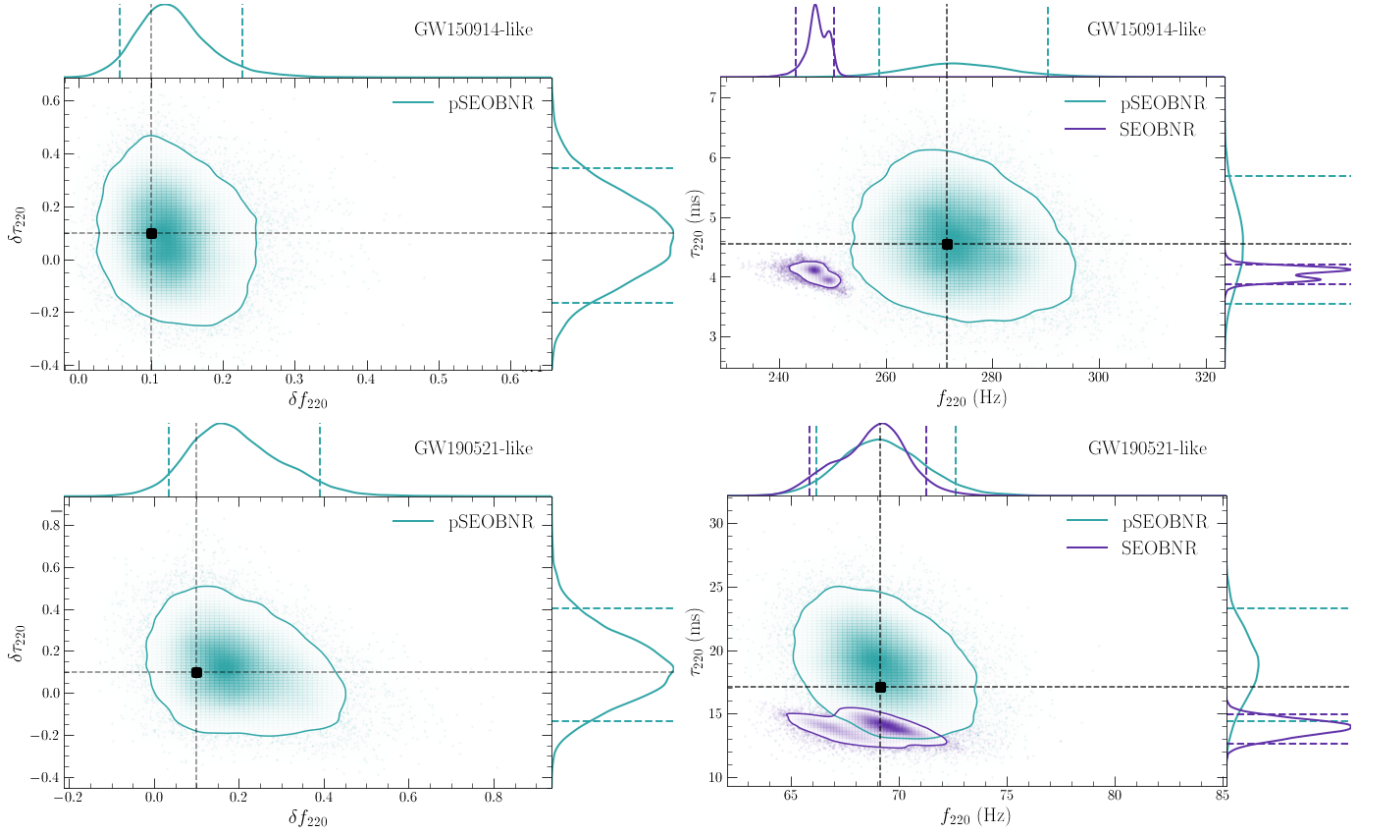 GW150914-like
pSEOBNR
0.6
0.4
0.2
0.0
−0.2
−0.4
δτ₂₂₀
0.0
0.1
0.2
0.3
0.4
0.5
0.6
δf₂₂₀
GW150914-like
pSEOBNR
SEOBNR
7
6
5
4
3
τ₂₂₀ (ms)
240
260
280
300
320
f₂₂₀ (Hz)
GW190521-like
pSEOBNR
0.8
0.6
0.4
0.2
0.0
−0.2
−0.4
δτ₂₂₀
−0.2
0.0
0.2
0.4
0.6
0.8
δf₂₂₀
GW190521-like
pSEOBNR
SEOBNR
30
25
20
15
10
τ₂₂₀ (ms)
65
70
75
80
85
f₂₂₀ (Hz)